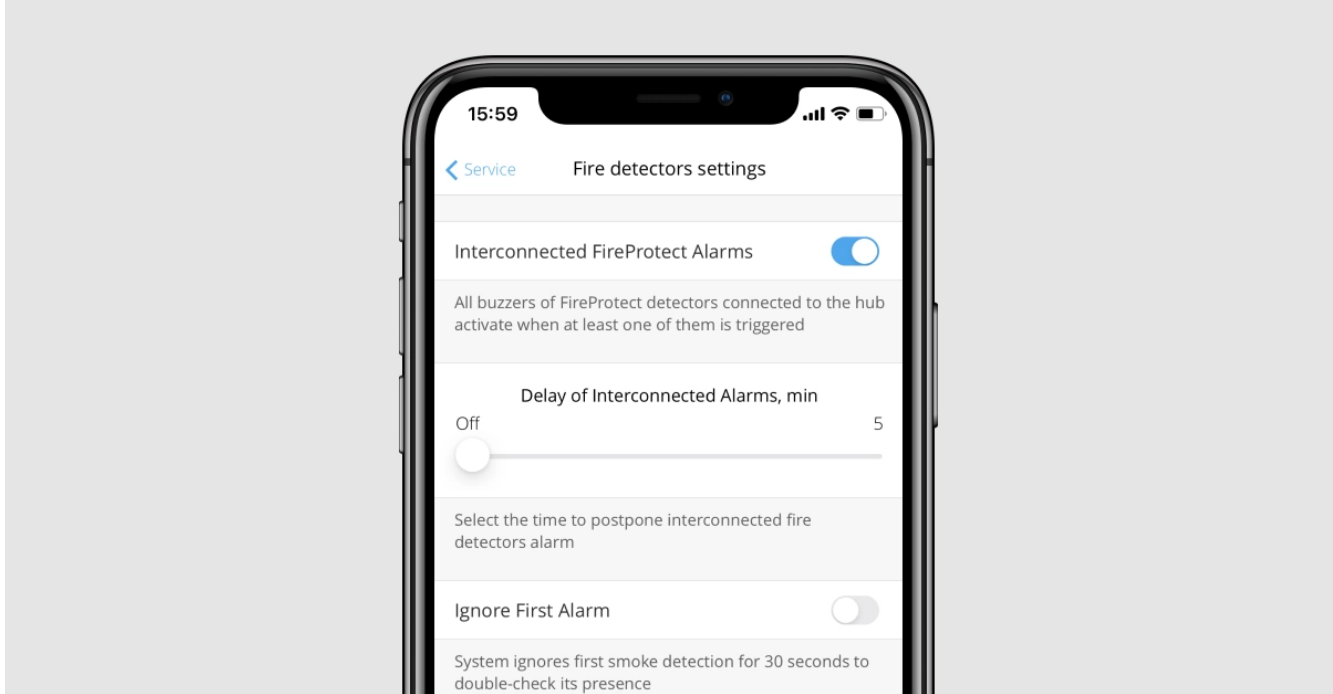 15:59
Service
Fire detectors settings
Interconnected FireProtect Alarms
All buzzers of FireProtect detectors connected to the hub
activate when at least one of them is triggered
Delay of Interconnected Alarms, min
Off 5
Select the time to postpone interconnected fire
detectors alarm
Ignore First Alarm
System ignores first smoke detection for 30 seconds to
double-check its presence